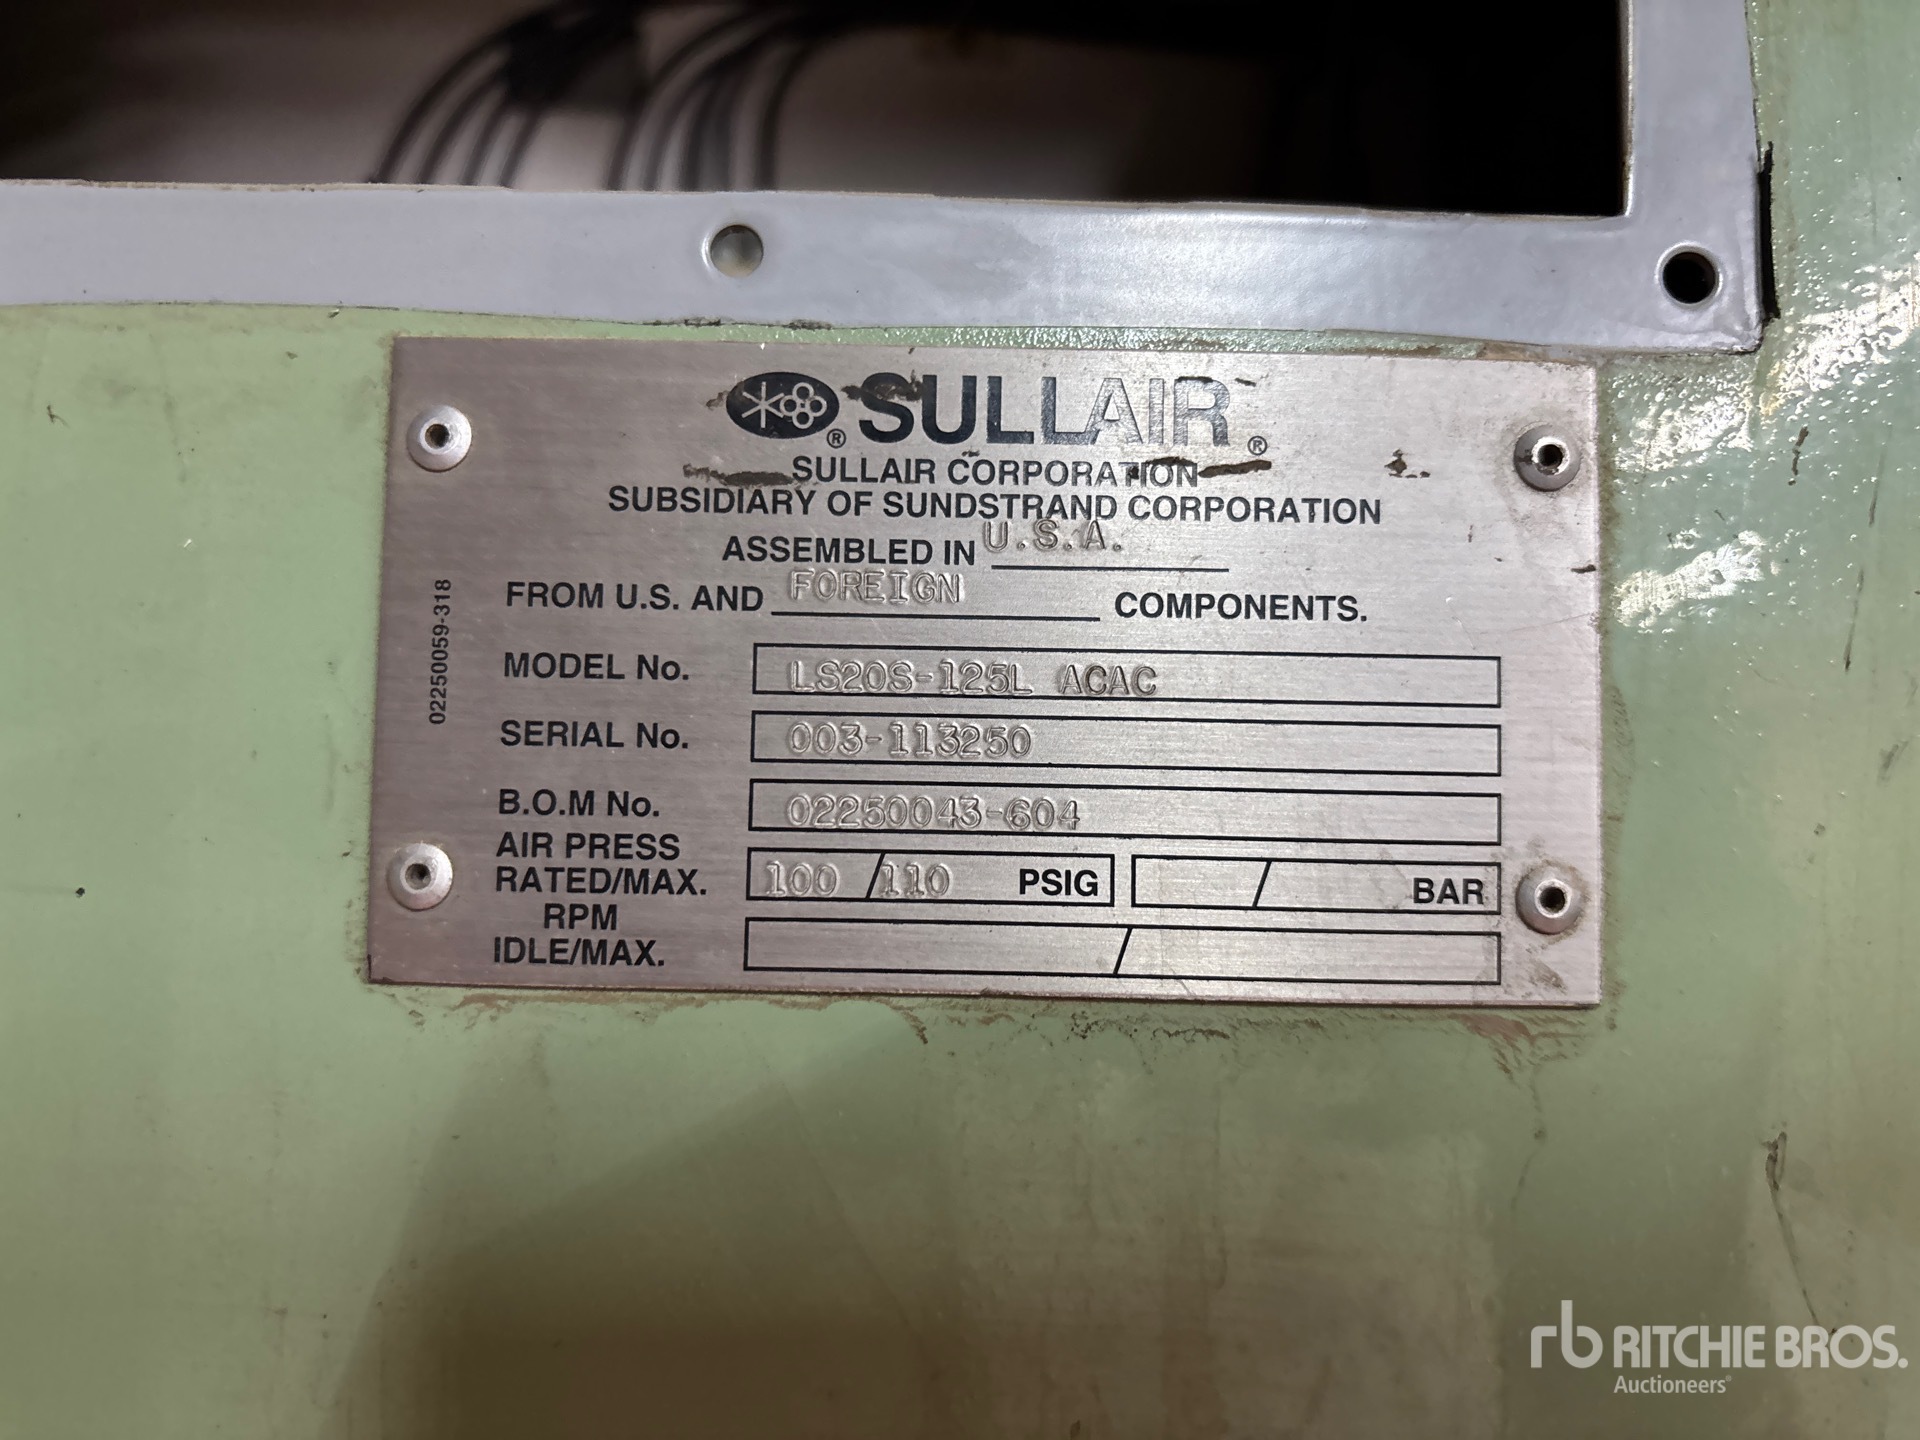 SULLAIR®
®
SULLAIR CORPORATION
SUBSIDIARY OF SUNDSTRAND CORPORATION
ASSEMBLED IN U.S.A.
FROM U.S. AND FOREIGN COMPONENTS.
02250059-318
MODEL No. LS20S-125L ACAC
SERIAL No. 003-113250
B.O.M No. 02250043-604
AIR PRESS
RATED/MAX. 100 / 110 PSIG / BAR
RPM
IDLE/MAX. /
rb RITCHIE BROS.
Auctioneers®